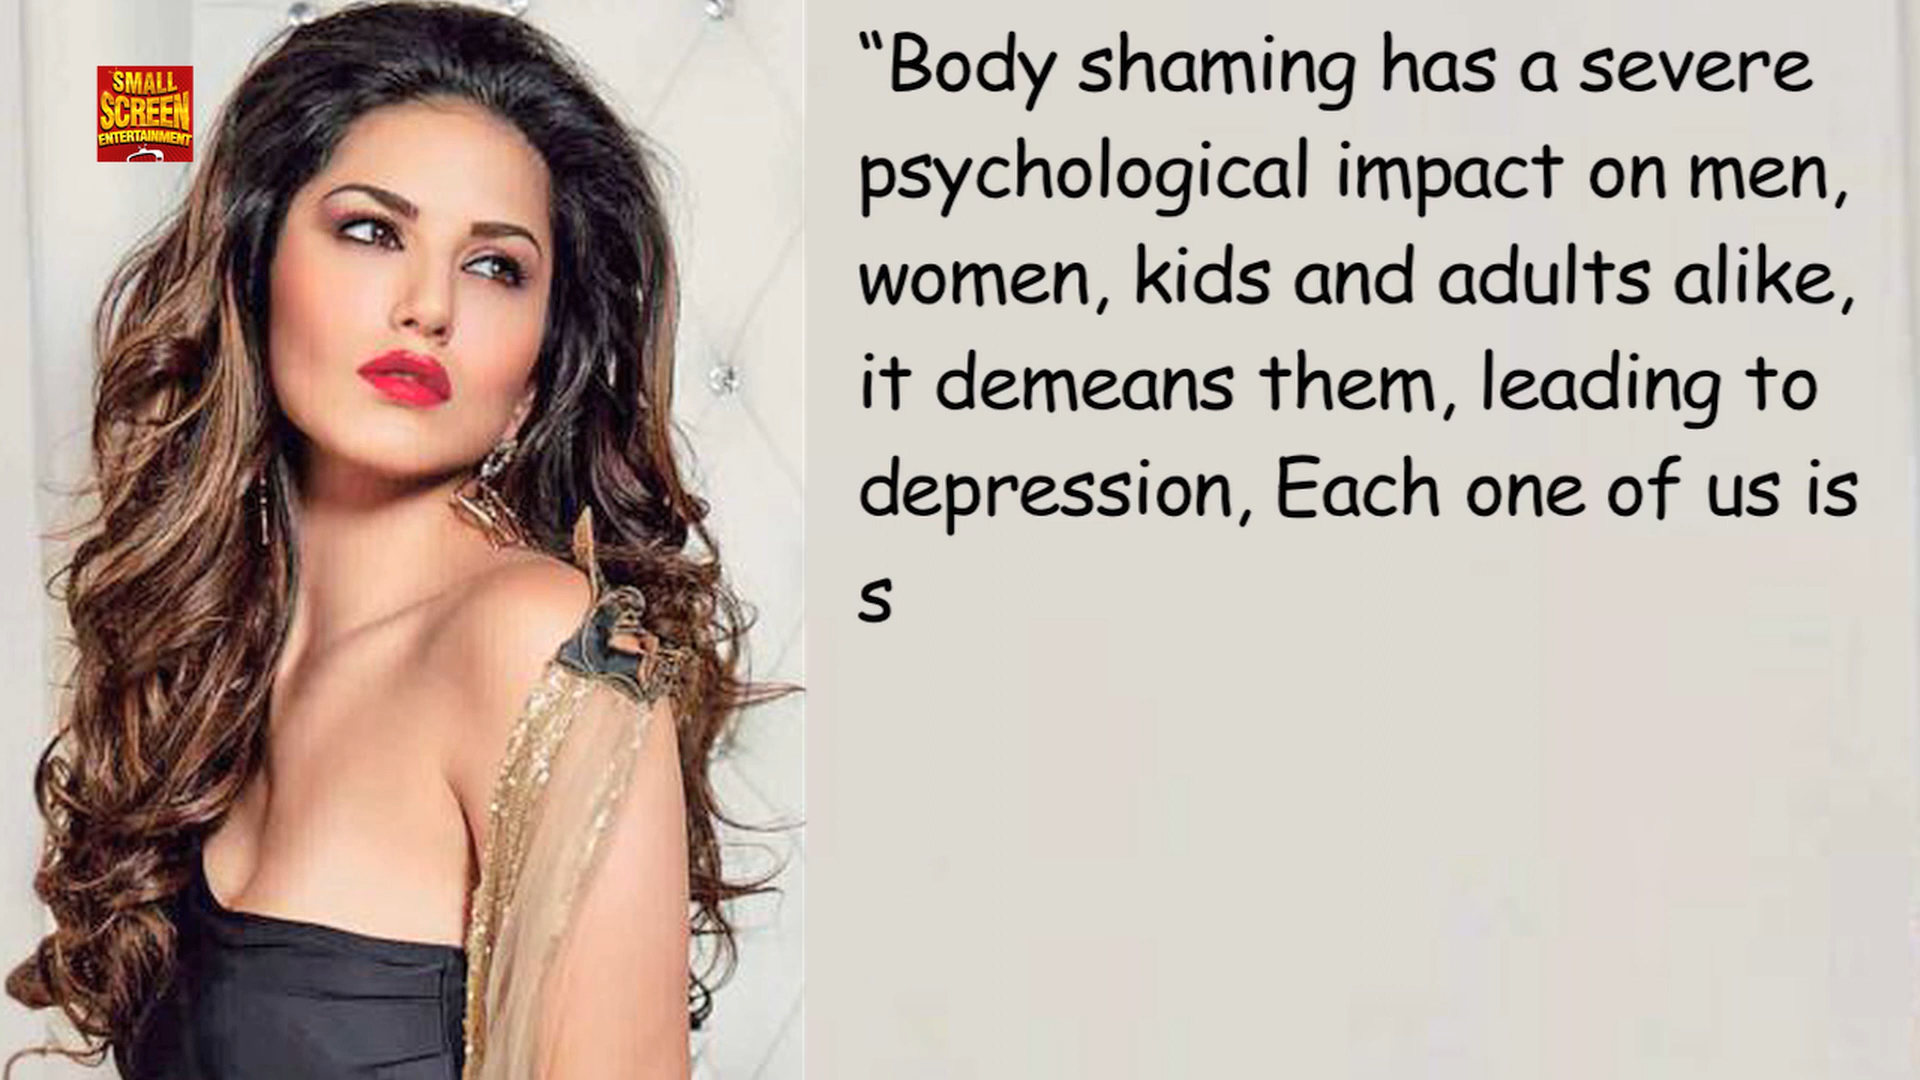 SMALL
SCREEN
ENTERTAINMENT
“Body shaming has a severe
psychological impact on men,
women, kids and adults alike,
it demeans them, leading to
depression, Each one of us is
s